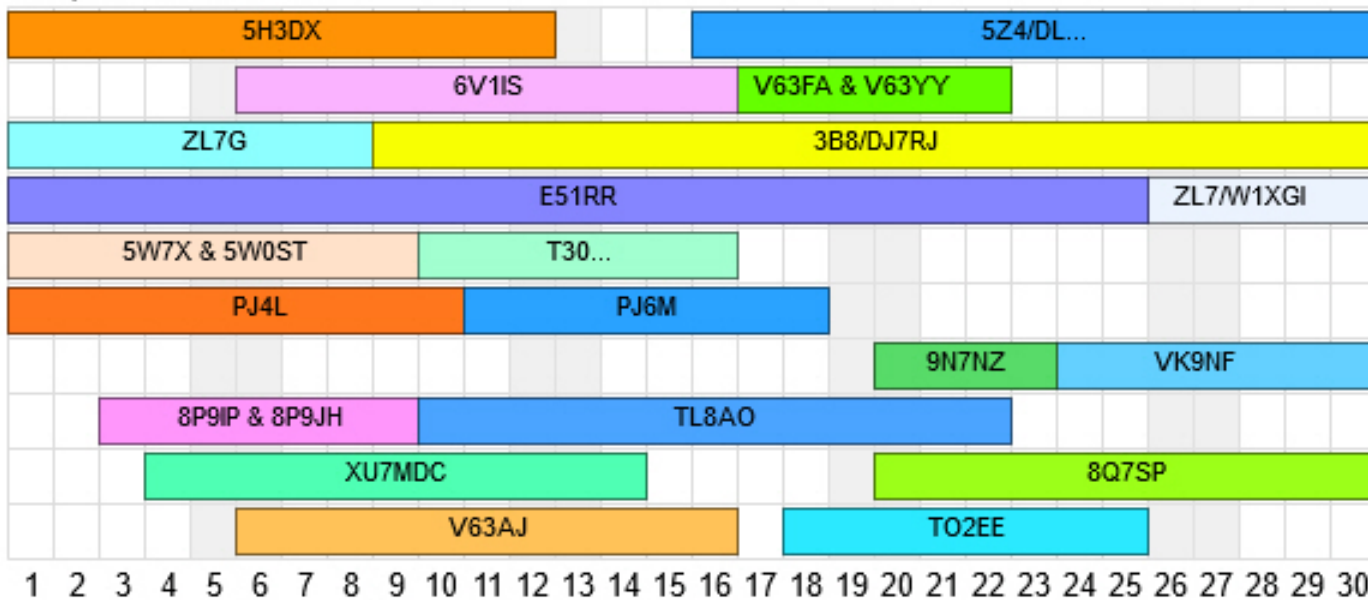 5H3DX 5Z4/DL...
6V1IS V63FA & V63YY
ZL7G 3B8/DJ7RJ
E51RR ZL7/W1XGI
5W7X & 5W0ST T30...
PJ4L PJ6M
9N7NZ VK9NF
8P9IP & 8P9JH TL8AO
XU7MDC 8Q7SP
V63AJ TO2EE
1 2 3 4 5 6 7 8 9 10 11 12 13 14 15 16 17 18 19 20 21 22 23 24 25 26 27 28 29 30